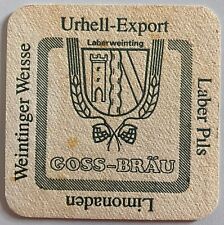 Urhell-Export
Laberweinting
GOSS-BRÄU
Weintinger Weisse
Laber Pils
Limonaden